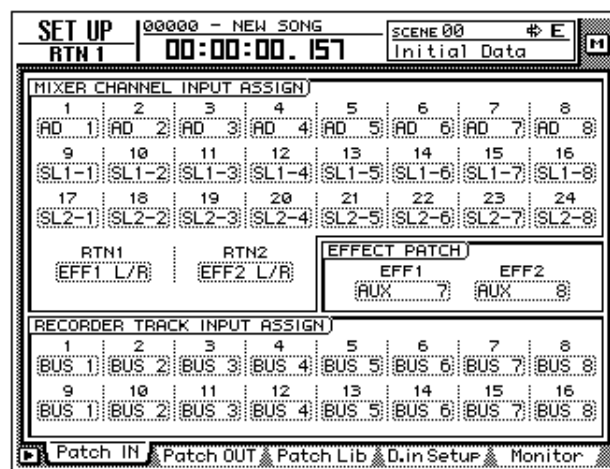 SET UP 00000 - NEW SONG SCENE 00 E M
RTN 1 00:00:00.157 Initial Data
MIXER CHANNEL INPUT ASSIGN
1 2 3 4 5 6 7 8
AD 1 AD 2 AD 3 AD 4 AD 5 AD 6 AD 7 AD 8
9 10 11 12 13 14 15 16
SL1-1 SL1-2 SL1-3 SL1-4 SL1-5 SL1-6 SL1-7 SL1-8
17 18 19 20 21 22 23 24
SL2-1 SL2-2 SL2-3 SL2-4 SL2-5 SL2-6 SL2-7 SL2-8
RTN1 RTN2
EFF1 L/R EFF2 L/R
EFFECT PATCH
EFF1 EFF2
AUX 7 AUX 8
RECORDER TRACK INPUT ASSIGN
1 2 3 4 5 6 7 8
BUS 1 BUS 2 BUS 3 BUS 4 BUS 5 BUS 6 BUS 7 BUS 8
9 10 11 12 13 14 15 16
BUS 1 BUS 2 BUS 3 BUS 4 BUS 5 BUS 6 BUS 7 BUS 8
Patch IN Patch OUT Patch Lib D.in Setup Monitor